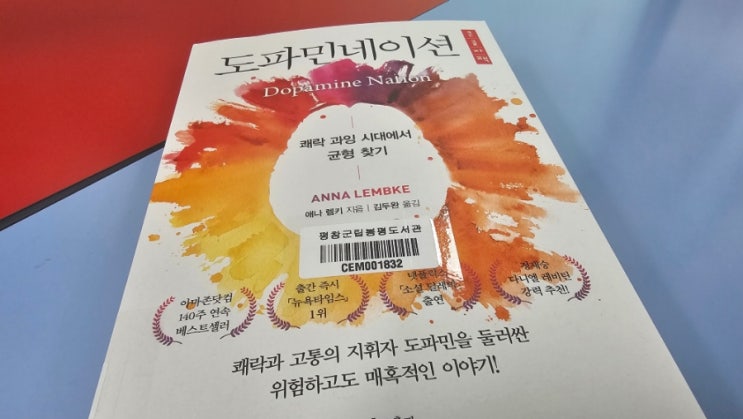 도파민네이션
Dopamine Nation
쾌락 과잉 시대에서
균형 찾기
ANNA LEMBKE
애나 렘키 지음 | 김두완 옮김
평창군립봉평도서관
CEM001832
아마존닷컴
140주 연속
베스트셀러
출간 즉시
「뉴욕타임스」
1위
넷플릭스
「소셜 딜레마」
출연
정재승
다니엘 레비틴
강력 추천!
쾌락과 고통의 지휘자 도파민을 둘러싼
위험하고도 매혹적인 이야기!